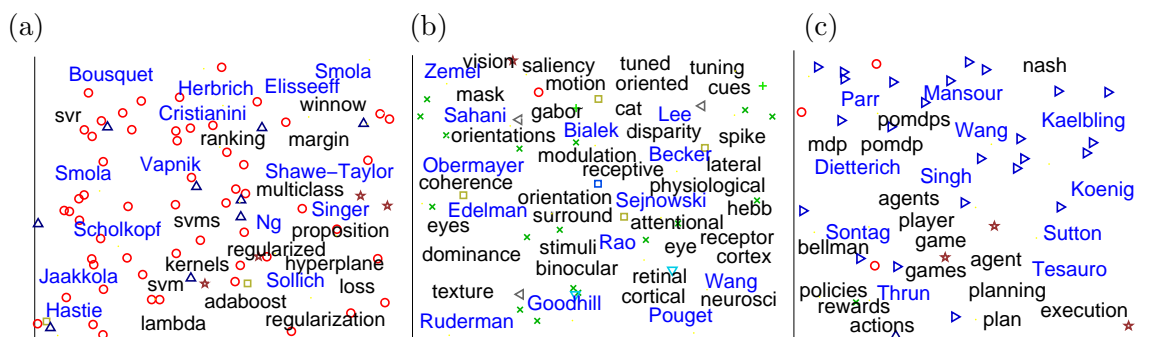 (a)
(b)
(c)
Bousquet
Herbrich
Elisseeff
Smola
svr
Cristianini
winnow
ranking
margin
Smola
Vapnik
Shawe−Taylor
multiclass
Scholkopf
svms
Ng
Singer
proposition
regularized
Jaakkola
kernels
hyperplane
svm
Sollich
loss
Hastie
adaboost
lambda
regularization
Zemel
vision
saliency
tuned
tuning
motion
oriented
cues
mask
Sahani
gabor
cat
Lee
orientations
Bialek
disparity
spike
modulation
Becker
Obermayer
receptive
lateral
coherence
physiological
Edelman
orientation
Sejnowski
hebb
surround
attentional
eyes
stimuli
Rao
eye
receptor
dominance
cortex
binocular
retinal
Wang
texture
Goodhill
cortical
neurosci
Ruderman
Pouget
nash
Parr
Mansour
pomdps
Wang
Kaelbling
mdp
pomdp
Dietterich
Singh
Koenig
agents
player
Sontag
game
Sutton
bellman
agent
games
Tesauro
policies
Thrun
planning
rewards
execution
actions
plan